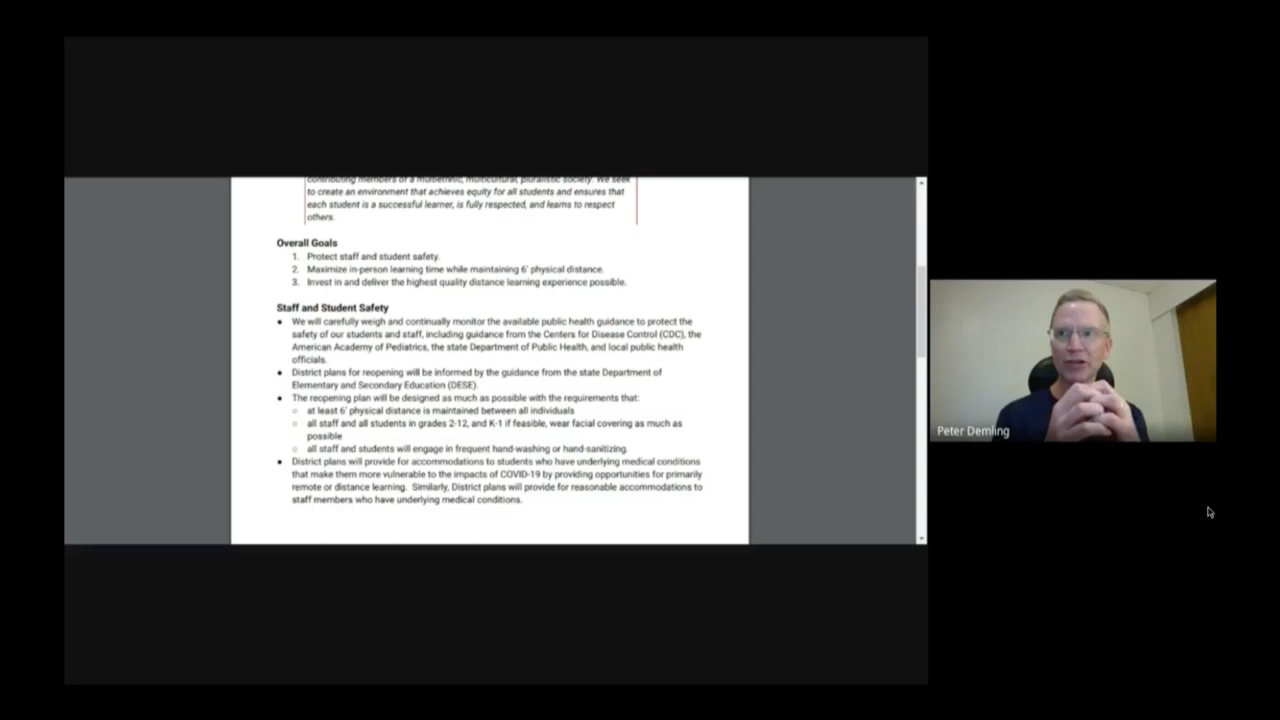 contributing members of a multiethnic, multicultural, pluralistic society. We seek
to create an environment that achieves equity for all students and ensures that
each student is a successful learner, is fully respected, and learns to respect
others.
Overall Goals
1. Protect staff and student safety.
2. Maximize in-person learning time while maintaining 6' physical distance.
3. Invest in and deliver the highest quality distance learning experience possible.
Staff and Student Safety
● We will carefully weigh and continually monitor the available public health guidance to protect the
safety of our students and staff, including guidance from the Centers for Disease Control (CDC), the
American Academy of Pediatrics, the state Department of Public Health, and local public health
officials.
● District plans for reopening will be informed by the guidance from the state Department of
Elementary and Secondary Education (DESE).
● The reopening plan will be designed as much as possible with the requirements that:
○ at least 6' physical distance is maintained between all individuals
○ all staff and all students in grades 2-12, and K-1 if feasible, wear facial covering as much as
possible
○ all staff and students will engage in frequent hand-washing or hand-sanitizing.
● District plans will provide for accommodations to students who have underlying medical conditions
that make them more vulnerable to the impacts of COVID-19 by providing opportunities for primarily
remote or distance learning. Similarly, District plans will provide for reasonable accommodations to
staff members who have underlying medical conditions.
Peter Demling